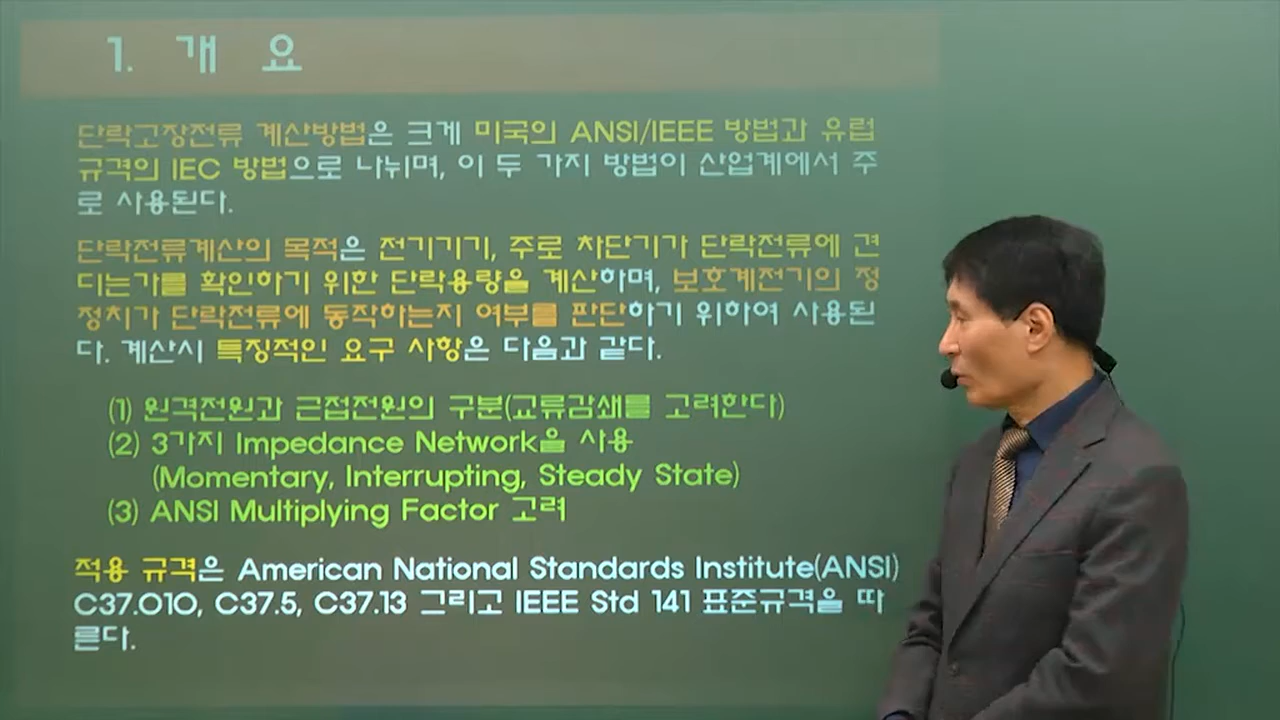 1. 개 요
단락고장전류 계산방법은 크게 미국의 ANSI/IEEE 방법과 유럽
규격의 IEC 방법으로 나뉘며, 이 두 가지 방법이 산업계에서 주
로 사용된다.
단락전류계산의 목적은 전기기기, 주로 차단기가 단락전류에 견
디는가를 확인하기 위한 단락용량을 계산하며, 보호계전기의 정
정치가 단락전류에 동작하는지 여부를 판단하기 위하여 사용된
다. 계산시 특징적인 요구 사항은 다음과 같다.
(1) 원격전원과 근접전원의 구분(교류감쇄를 고려한다)
(2) 3가지 Impedance Network을 사용
(Momentary, Interrupting, Steady State)
(3) ANSI Multiplying Factor 고려
적용 규격은 American National Standards Institute(ANSI)
C37.010, C37.5, C37.13 그리고 IEEE Std 141 표준규격을 따
른다.